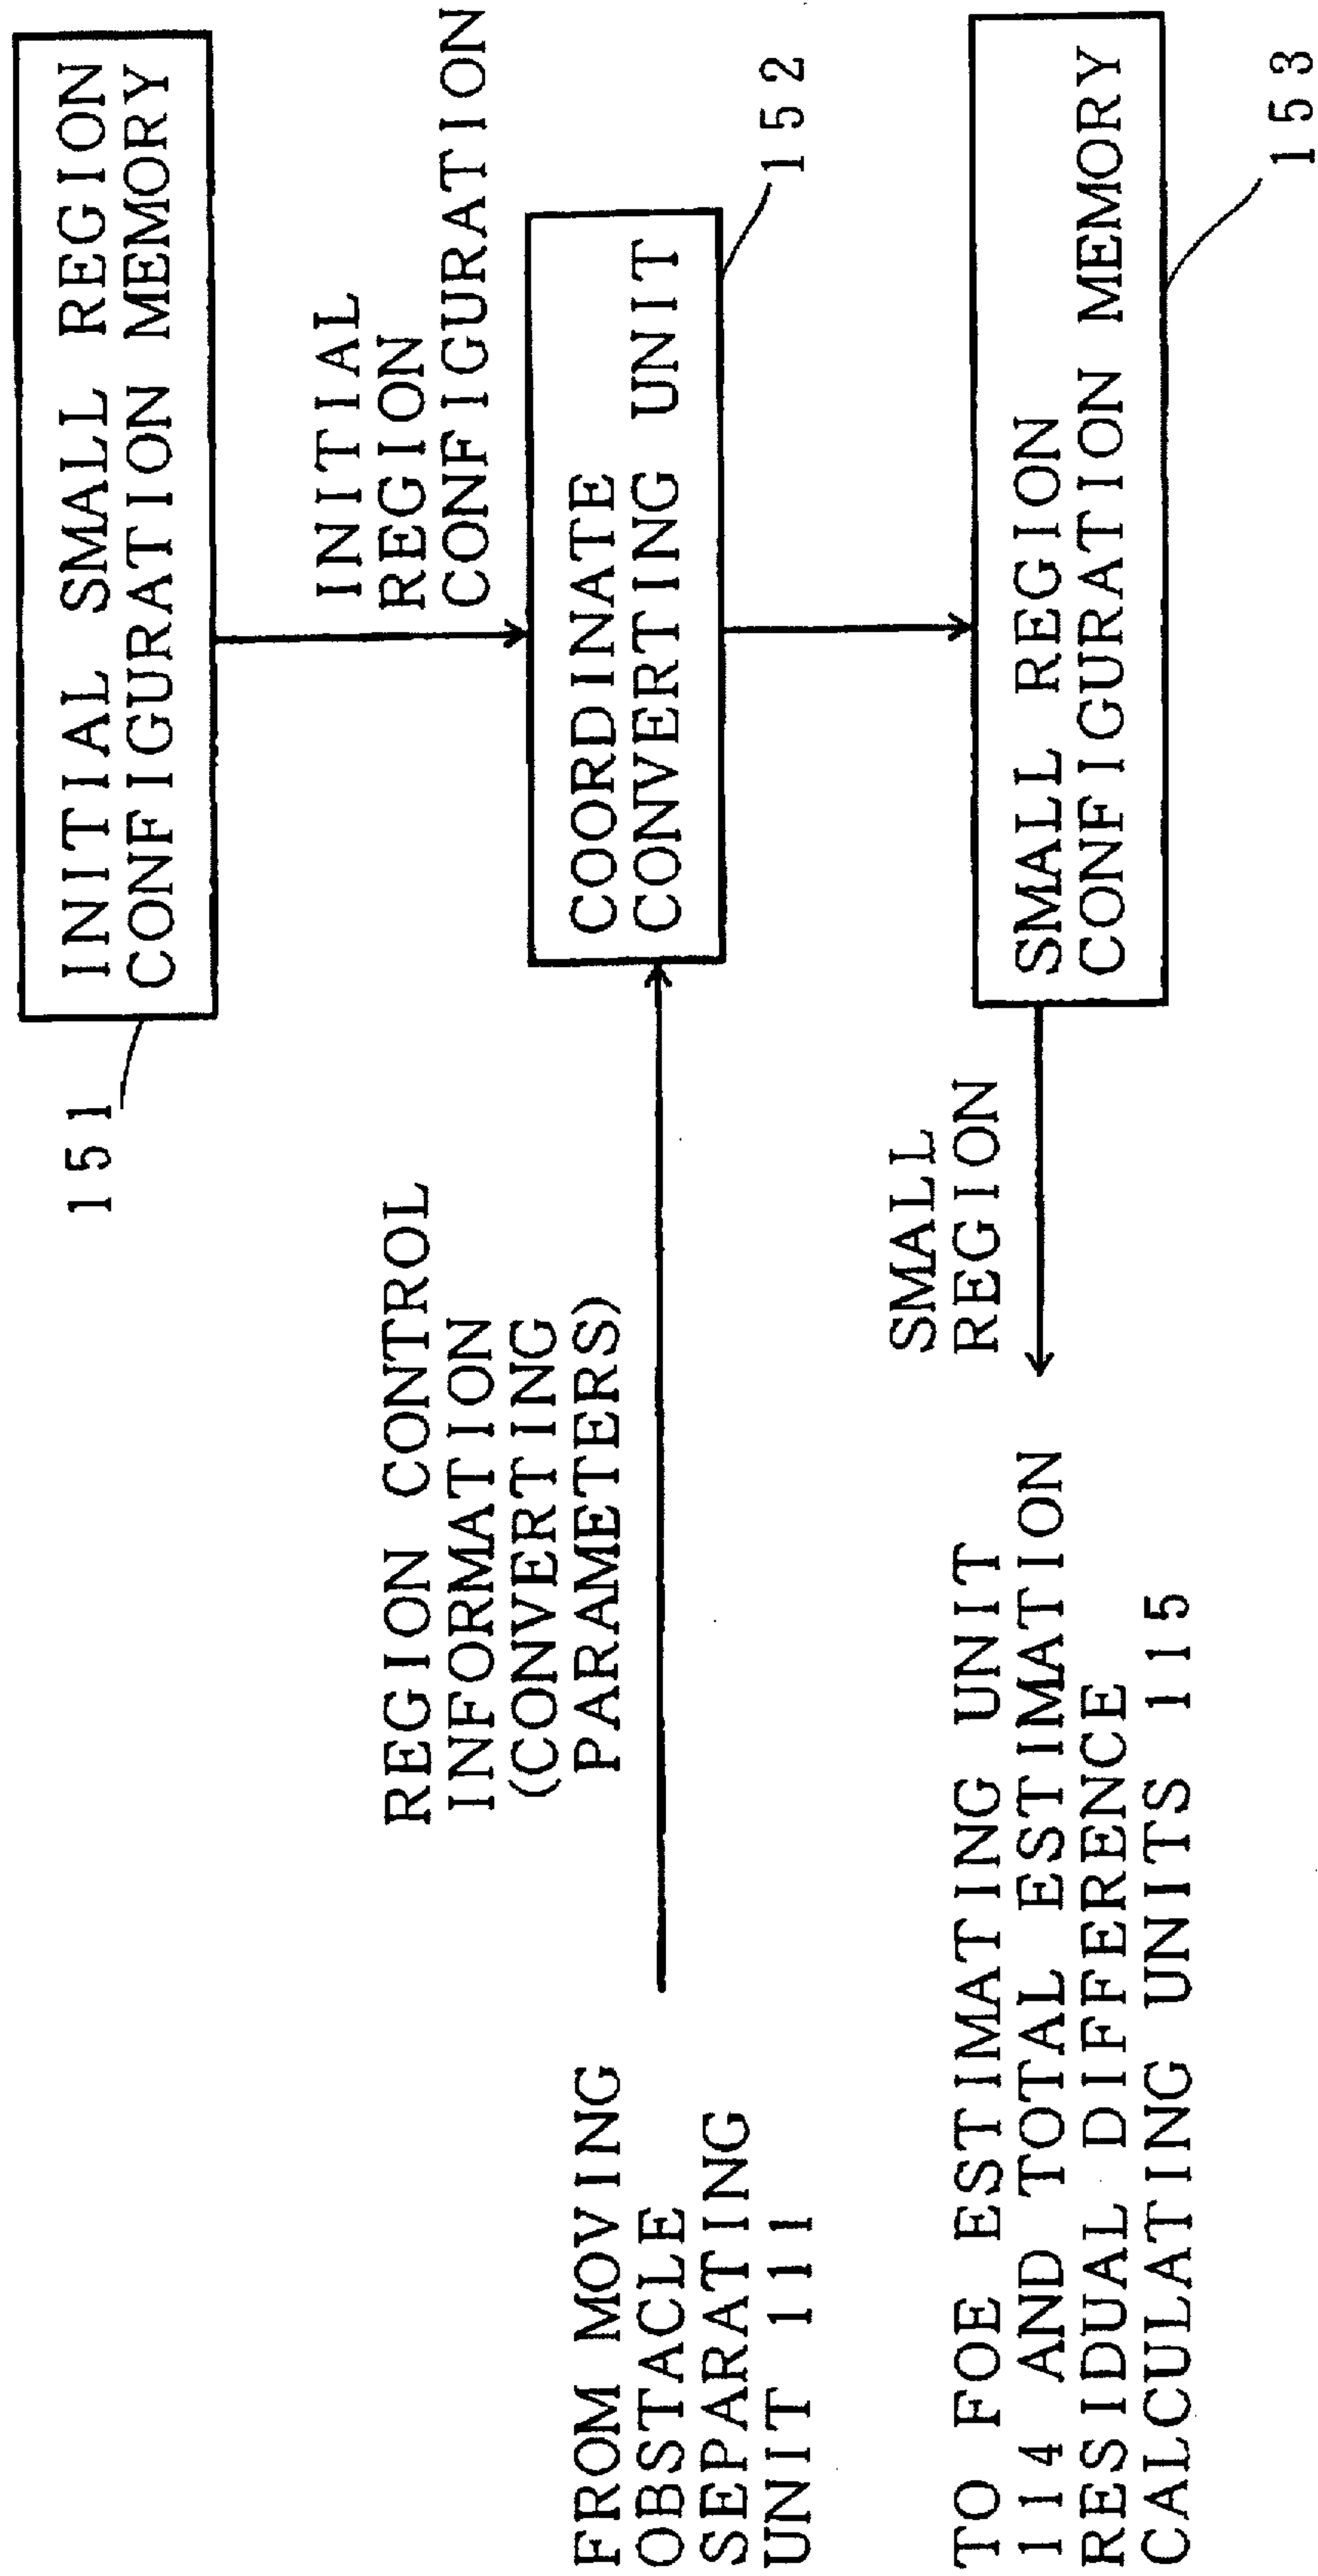 INITIAL SMALL REGION
CONFIGURATION MEMORY
151
INITIAL
REGION
CONFIGURATION
REGION CONTROL
INFORMATION
(CONVERTING
PARAMETERS)
FROM MOVING
OBSTACLE
SEPARATING
UNIT 111
COORDINATE
CONVERTING UNIT
152
SMALL
REGION
TO FOE ESTIMATING UNIT
114 AND TOTAL ESTIMATION
RESIDUAL DIFFERENCE
CALCULATING UNITS 115
SMALL REGION
CONFIGURATION MEMORY
153